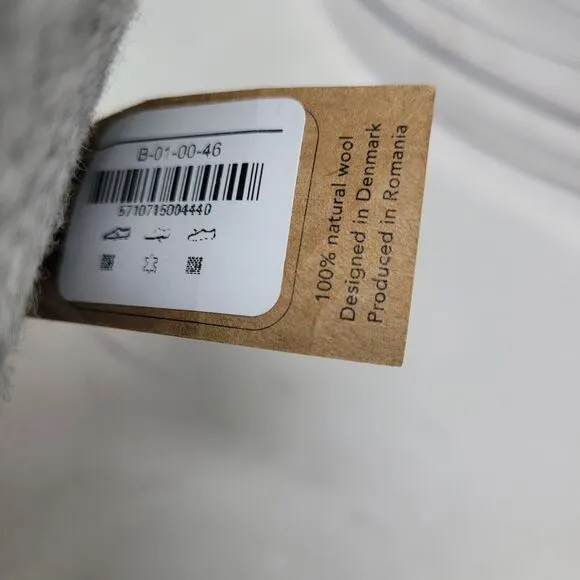 B-01-00-46
5710715004440
100% natural wool
Designed in Denmark
Produced in Romania